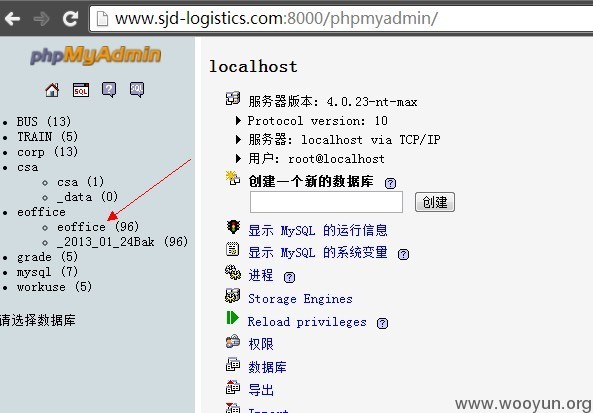 www.sjd-logistics.com:8000/phpmyadmin/
phpMyAdmin
SQL
SQL
BUS (13)
TRAIN (5)
corp (13)
csa
csa (1)
_data (0)
eoffice
eoffice (96)
_2013_01_24Bak (96)
grade (5)
mysql (7)
workuse (5)
请选择数据库
localhost
服务器版本: 4.0.23-nt-max
Protocol version: 10
服务器: localhost via TCP/IP
用户: root@localhost
创建一个新的数据库
创建
显示 MySQL 的运行信息
显示 MySQL 的系统变量
进程
Storage Engines
Reload privileges
权限
数据库
导出
Import
www.wooyun.org